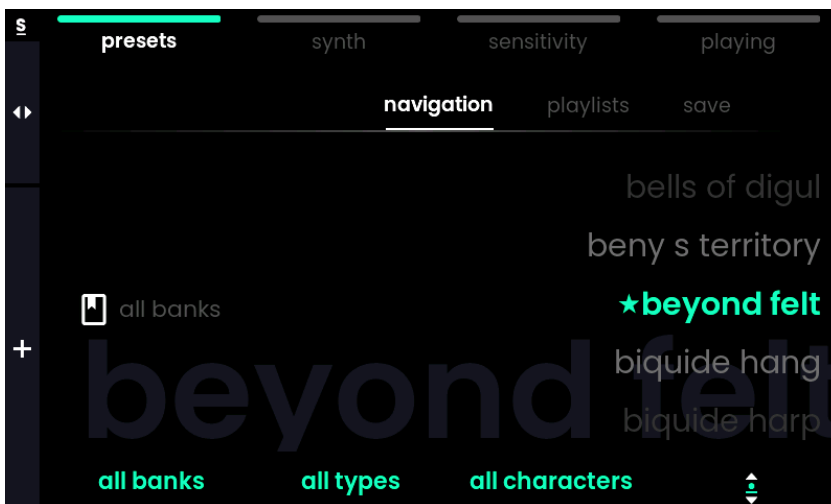 S
presets synth sensitivity playing
navigation playlists save
bells of digul
beny s territory
★beyond felt
all banks
biquide hang
beyond felt
biquide harp
all banks all types all characters